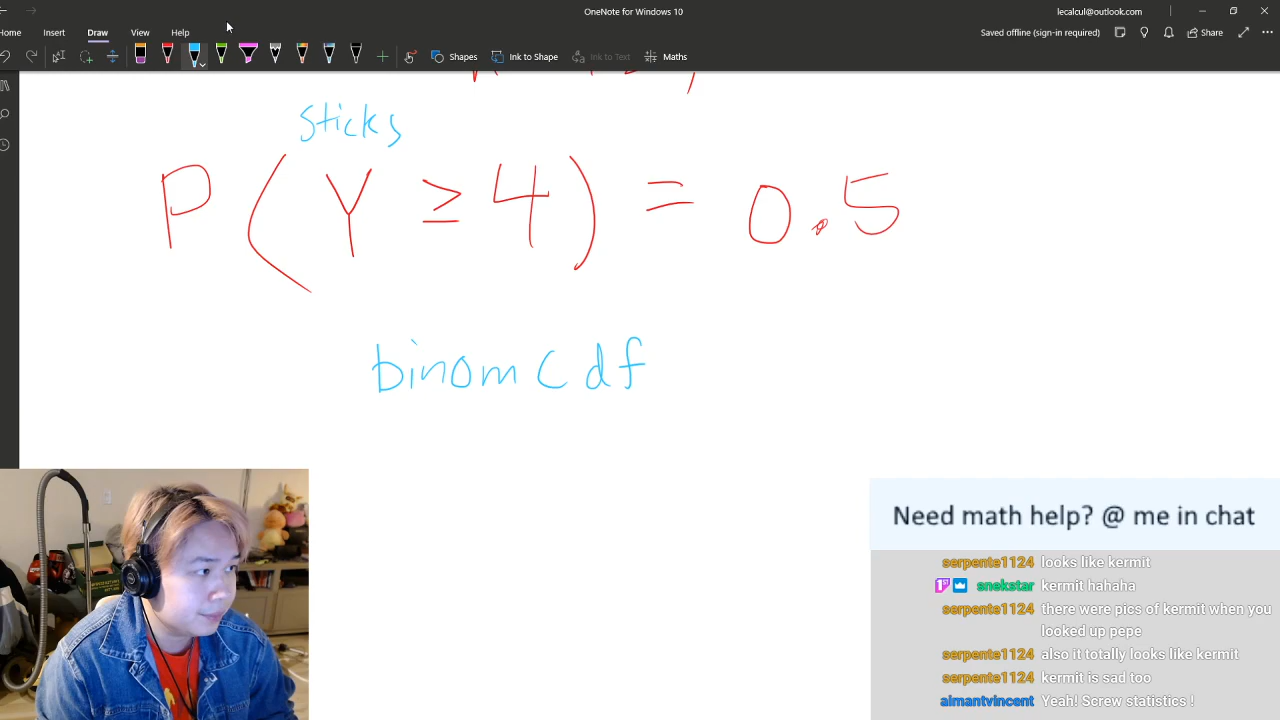 OneNote for Windows 10
lecalcul@outlook.com
Home Insert Draw View Help
Saved offline (sign-in required)
Share
Shapes
Ink to Shape
Ink to Text
Maths
sticks
P(Y ≥ 4) = 0.5
binomcdf
Need math help? @ me in chat
serpente1124 looks like kermit
snekstar kermit hahaha
serpente1124 there were pics of kermit when you
looked up pepe
serpente1124 also it totally looks like kermit
serpente1124 kermit is sad too
aimantvincent Yeah! Screw statistics !